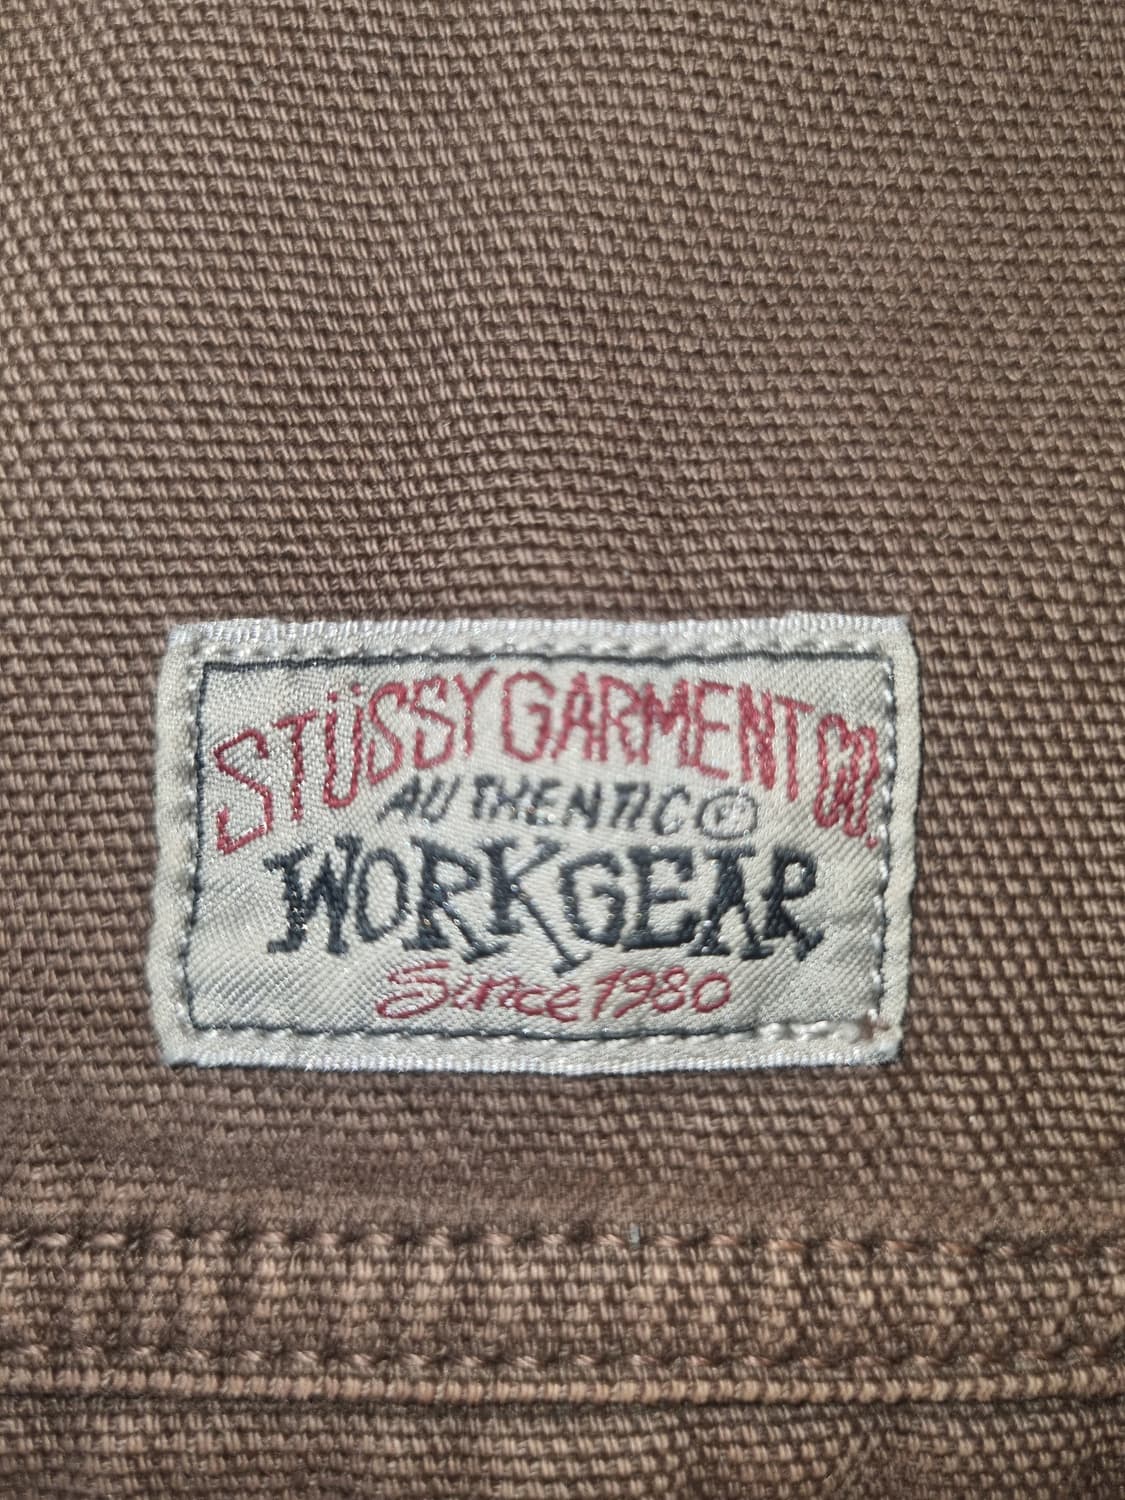 STÜSSY GARMENT CO.
AUTHENTIC ©
WORKGEAR
Since 1980